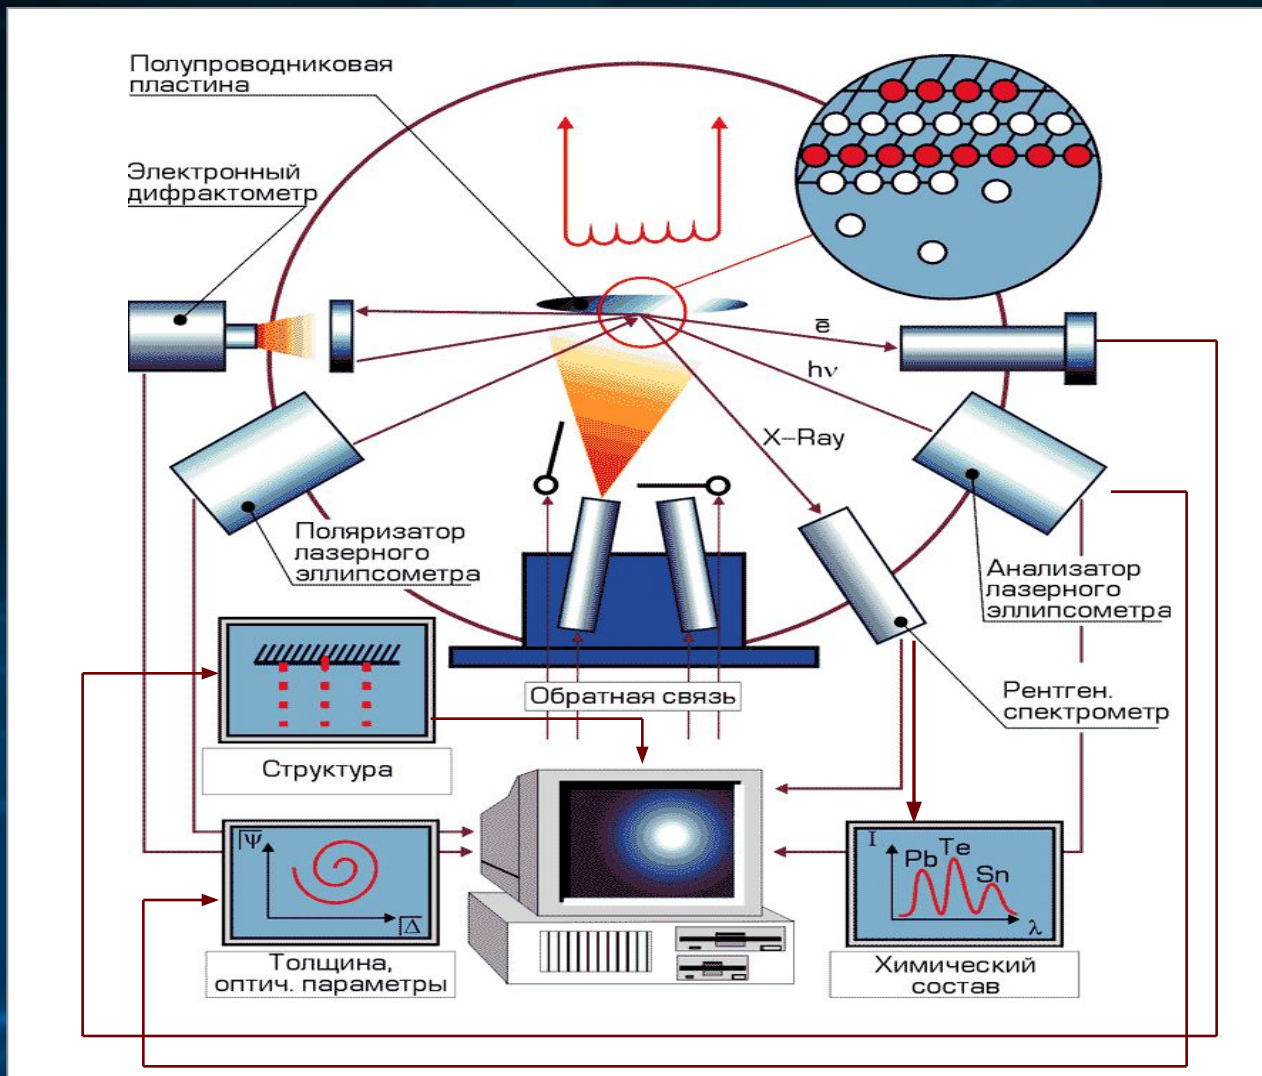 Полупроводниковая
пластина
Электронный
дифрактометр
e̅
hν
X–Ray
Поляризатор
лазерного
эллипсометра
Анализатор
лазерного
эллипсометра
Рентген.
спектрометр
Обратная связь
Структура
Ψ
Δ
Толщина,
оптич. параметры
I
Pb Te
Sn
λ
Химический
состав